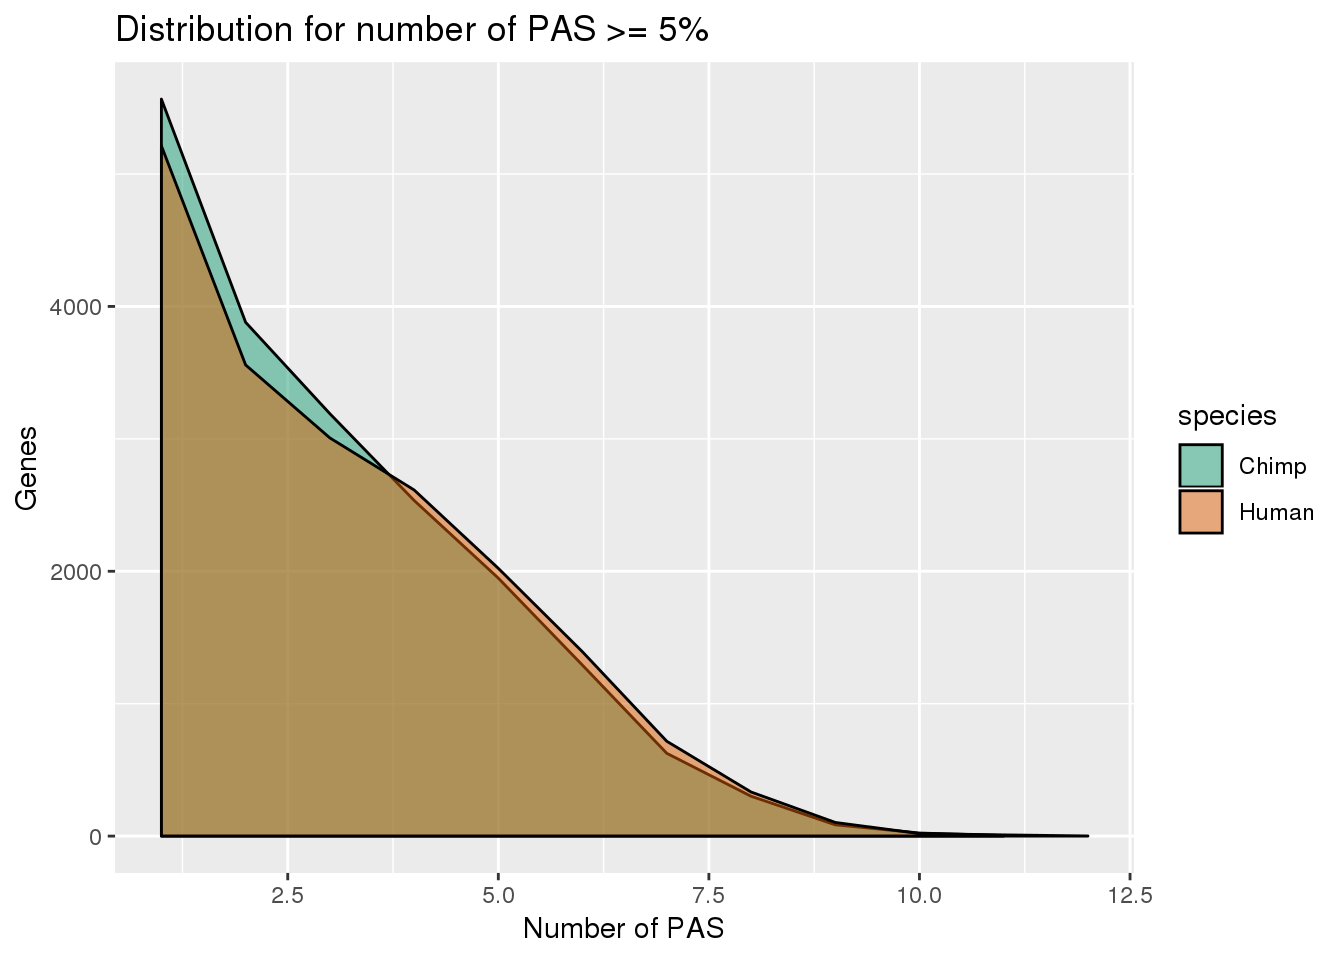 Distribution for number of PAS >= 5%
Genes
4000
2000
0
2.5
5.0
7.5
10.0
12.5
Number of PAS
species
Chimp
Human